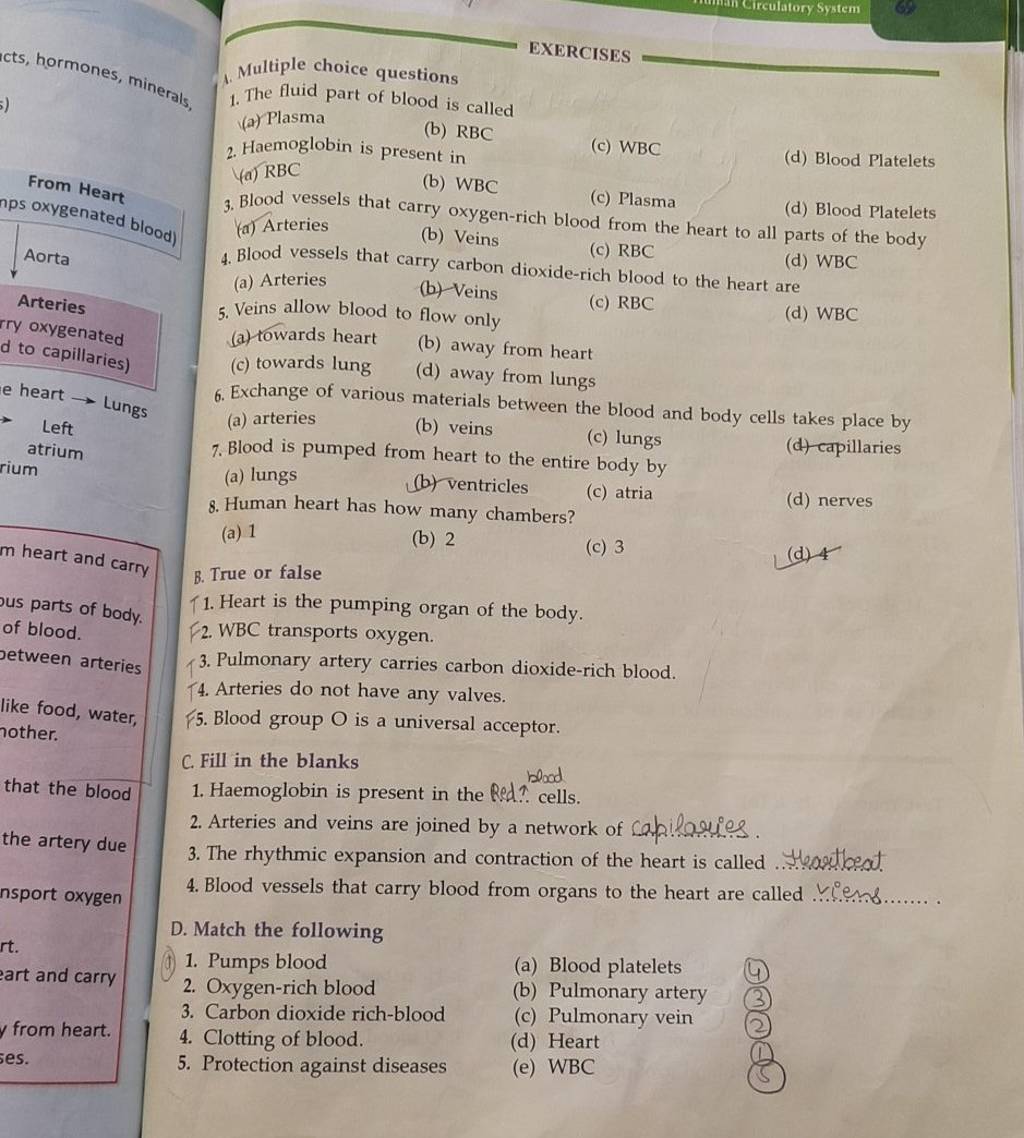 Human Circulatory System
69
EXERCISES
A. Multiple choice questions
1. The fluid part of blood is called
(a) Plasma (b) RBC (c) WBC (d) Blood Platelets
2. Haemoglobin is present in
(a) RBC (b) WBC (c) Plasma (d) Blood Platelets
3. Blood vessels that carry oxygen-rich blood from the heart to all parts of the body
(a) Arteries (b) Veins (c) RBC (d) WBC
4. Blood vessels that carry carbon dioxide-rich blood to the heart are
(a) Arteries (b) Veins (c) RBC (d) WBC
5. Veins allow blood to flow only
(a) towards heart (b) away from heart
(c) towards lung (d) away from lungs
6. Exchange of various materials between the blood and body cells takes place by
(a) arteries (b) veins (c) lungs (d) capillaries
7. Blood is pumped from heart to the entire body by
(a) lungs (b) ventricles (c) atria (d) nerves
8. Human heart has how many chambers?
(a) 1 (b) 2 (c) 3 (d) 4
B. True or false
T 1. Heart is the pumping organ of the body.
F 2. WBC transports oxygen.
T 3. Pulmonary artery carries carbon dioxide-rich blood.
T 4. Arteries do not have any valves.
F 5. Blood group O is a universal acceptor.
C. Fill in the blanks
blood
1. Haemoglobin is present in the Red cells.
2. Arteries and veins are joined by a network of capilaries .
3. The rhythmic expansion and contraction of the heart is called ..Heartbeat.
4. Blood vessels that carry blood from organs to the heart are called viens....... .
D. Match the following
1. Pumps blood (a) Blood platelets 4
2. Oxygen-rich blood (b) Pulmonary artery 3
3. Carbon dioxide rich-blood (c) Pulmonary vein 2
4. Clotting of blood. (d) Heart 1
5. Protection against diseases (e) WBC 5
cts, hormones, minerals,
s)
From Heart
mps oxygenated blood)
Aorta
Arteries
rry oxygenated
d to capillaries)
e heart → Lungs
Left
atrium
rium
m heart and carry
ous parts of body.
of blood.
between arteries
like food, water,
nother.
that the blood
the artery due
nsport oxygen
rt.
eart and carry
y from heart.
ses.